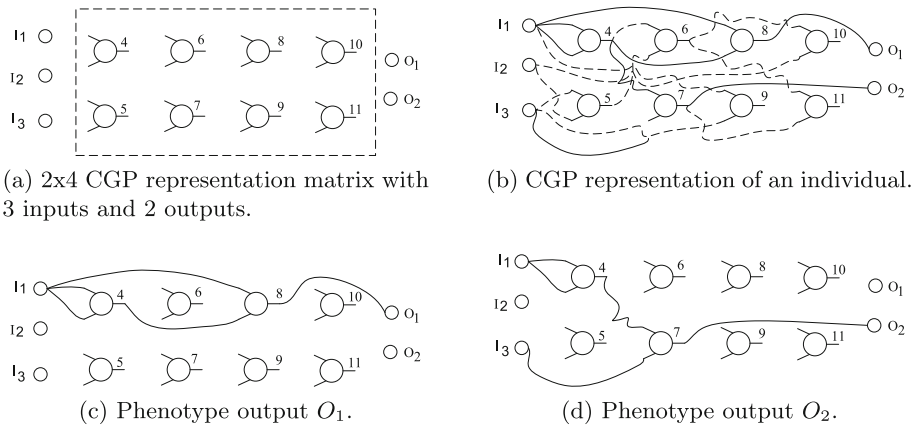 I1 4 6 8 10 O1
I2 O2
I3 5 7 9 11
(a) 2x4 CGP representation matrix with
3 inputs and 2 outputs.
I1 4 6 8 10 O1
I2 O2
I3 5 7 9 11
(b) CGP representation of an individual.
I1 4 6 8 10 O1
I2 O2
I3 5 7 9 11
(c) Phenotype output O1.
I1 4 6 8 10 O1
I2 O2
I3 5 7 9 11
(d) Phenotype output O2.